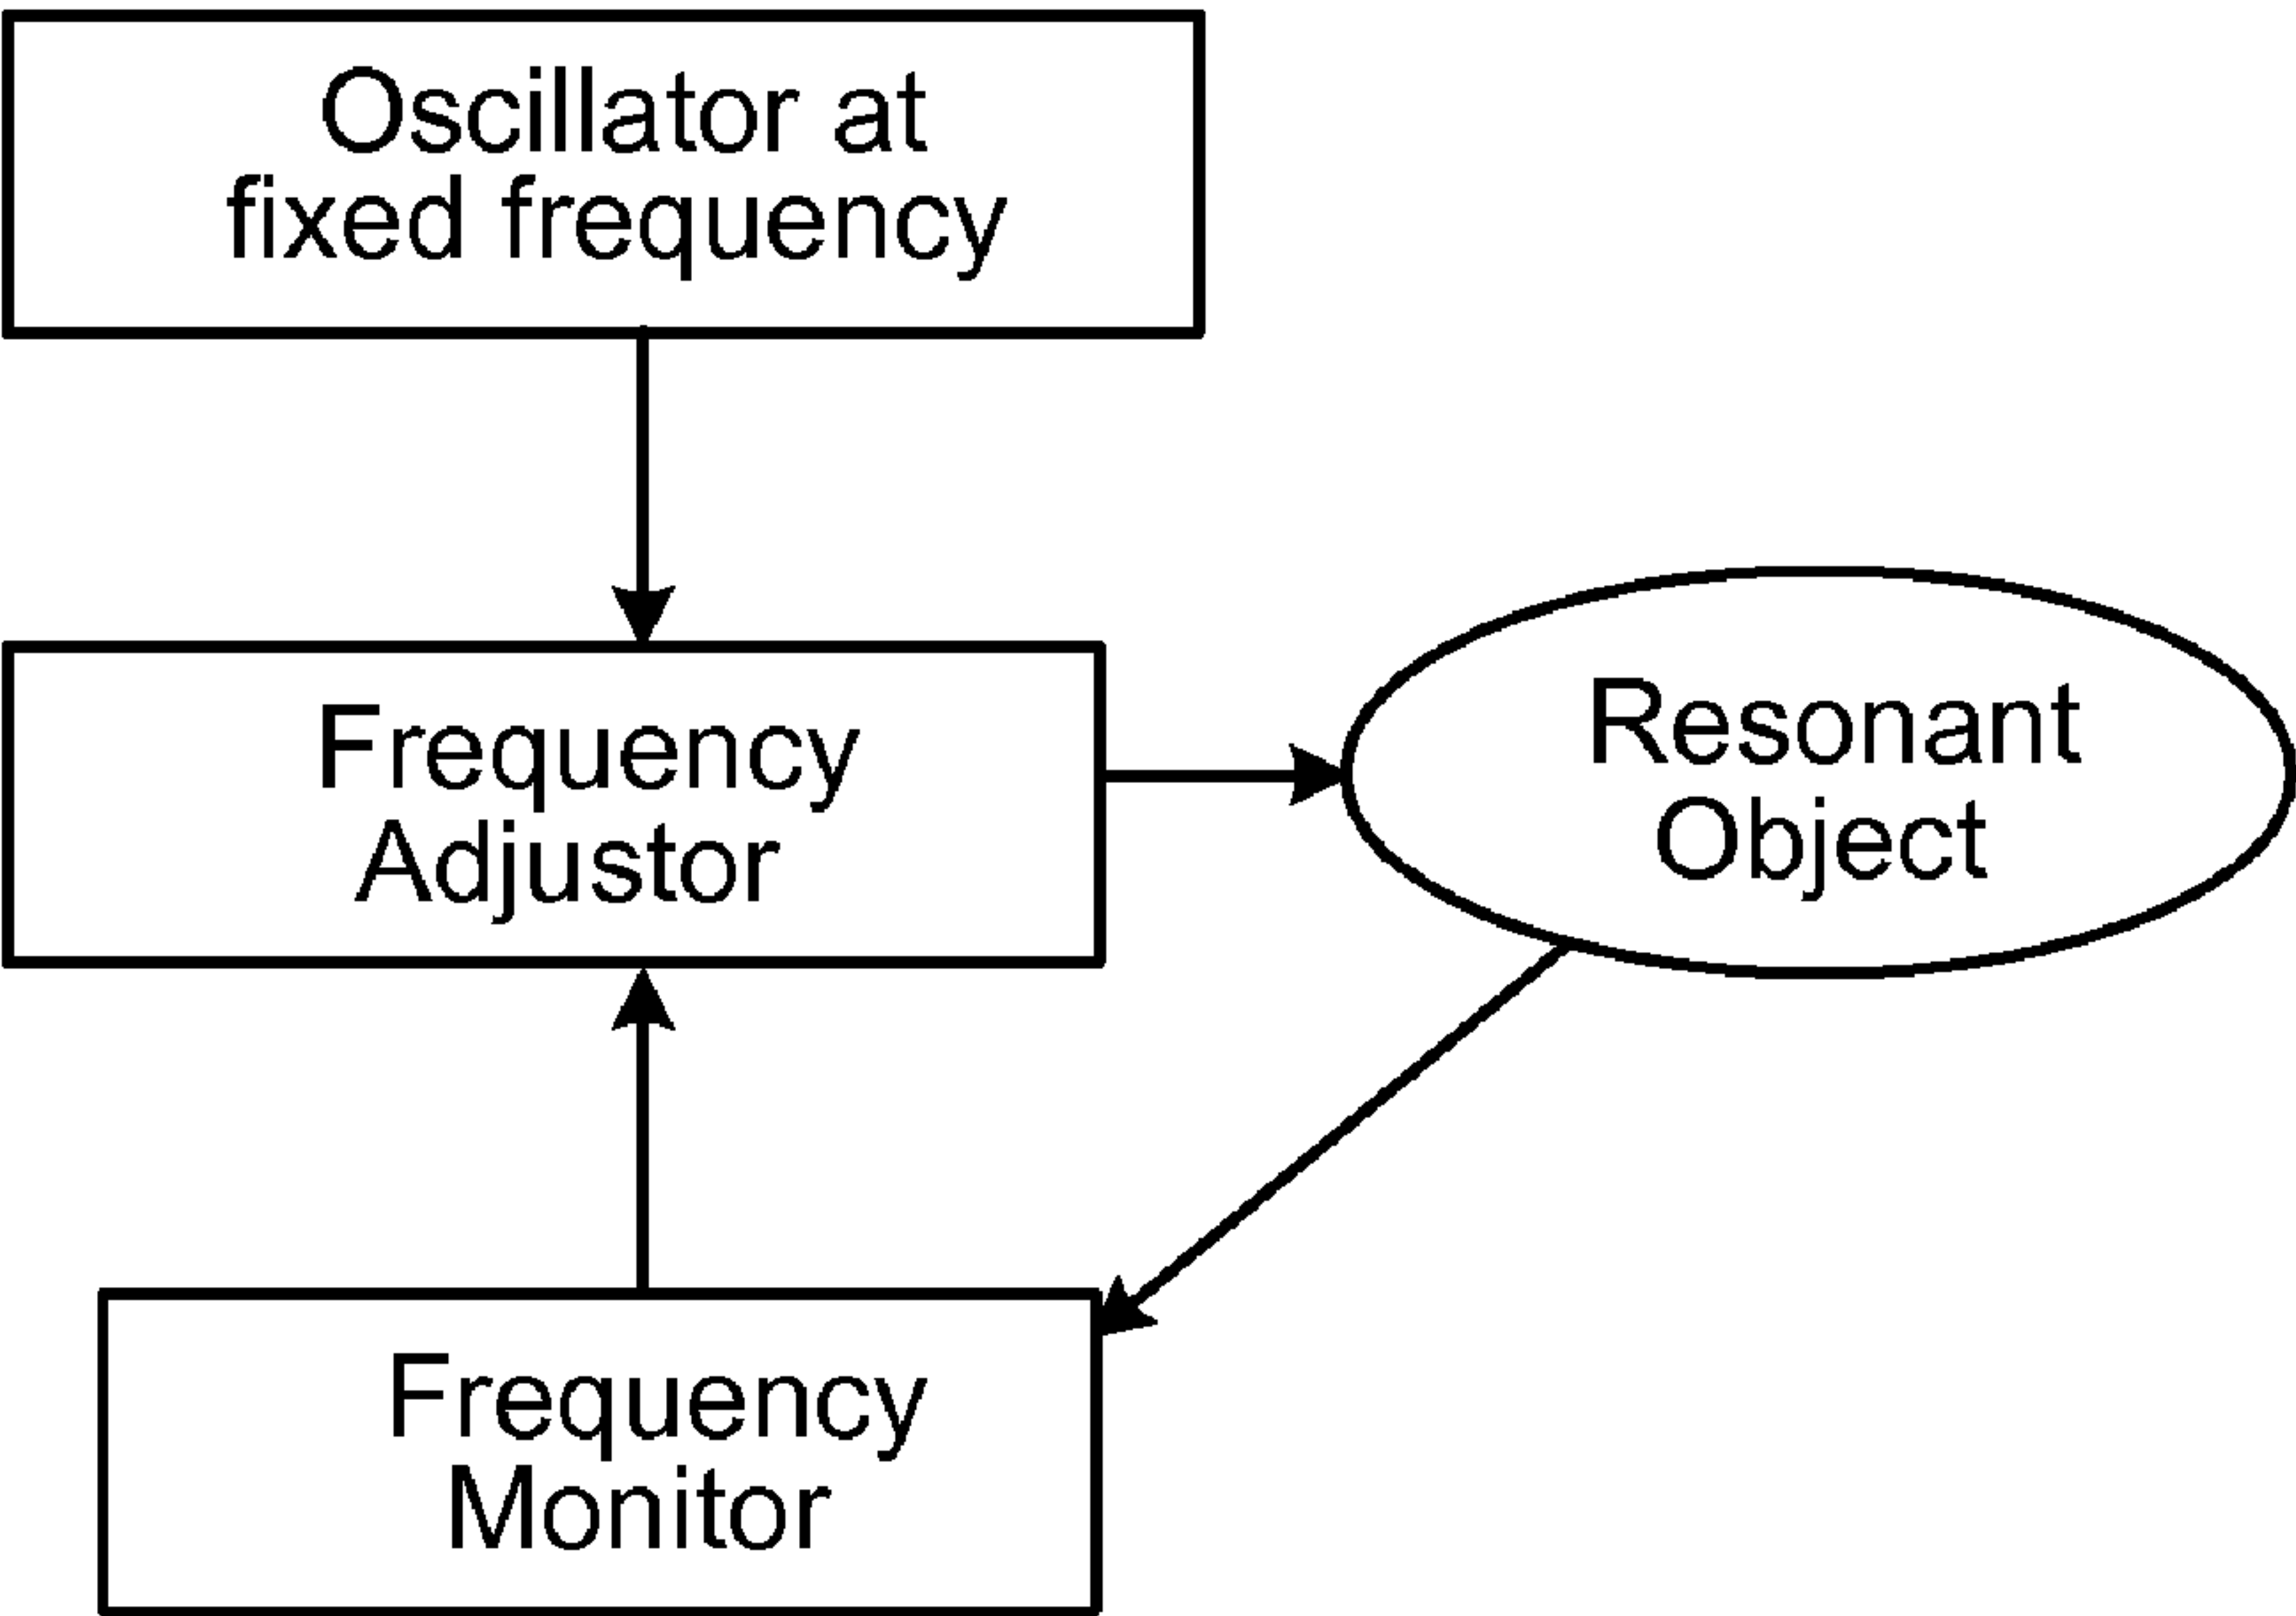 Oscillator at
fixed frequency
Frequency
Adjustor
Resonant
Object
Frequency
Monitor